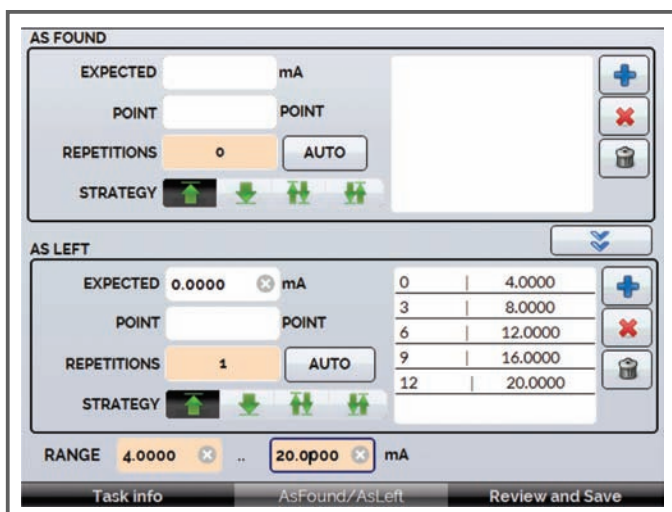 AS FOUND
EXPECTED mA
POINT POINT
REPETITIONS 0 AUTO
STRATEGY
AS LEFT
EXPECTED 0.0000 mA
POINT POINT
REPETITIONS 1 AUTO
STRATEGY
0 | 4.0000
3 | 8.0000
6 | 12.0000
9 | 16.0000
12 | 20.0000
RANGE 4.0000 .. 20.0000 mA
Task info AsFound/AsLeft Review and Save